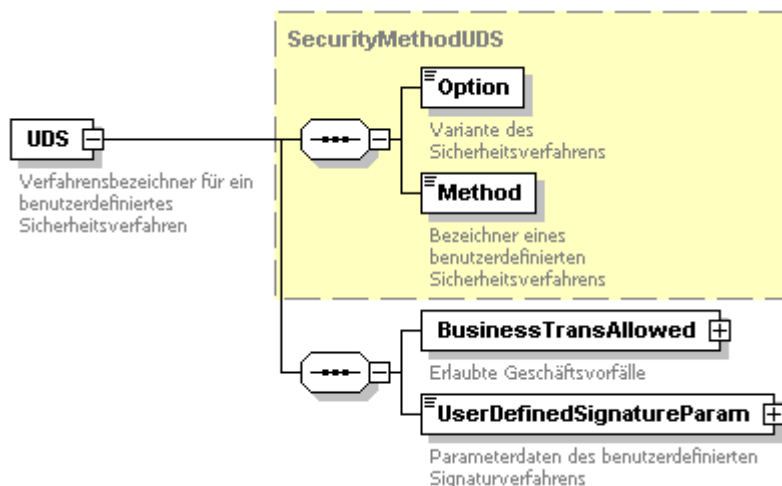 SecurityMethodUDS
Option
Variante des
Sicherheitsverfahrens
UDS
Verfahrensbezeichner für ein
benutzerdefiniertes
Sicherheitsverfahren
Method
Bezeichner eines
benutzerdefinierten
Sicherheitsverfahrens
BusinessTransAllowed
Erlaubte Geschäftsvorfälle
UserDefinedSignatureParam
Parameterdaten des benutzerdefinierten
Signaturverfahrens